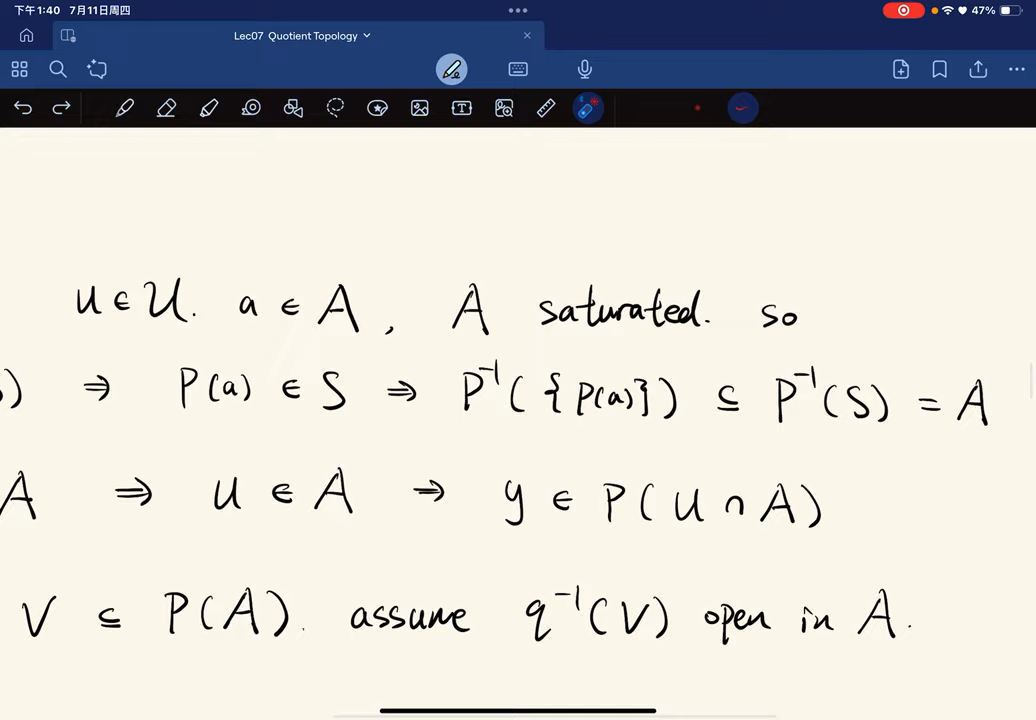 下午1:40 7月11日周四
47%
Lec07 Quotient Topology
u ∈ U. a ∈ A, A saturated. so
) ⇒ P(a) ∈ S ⇒ P⁻¹({P(a)}) ⊆ P⁻¹(S) = A
A ⇒ u ∈ A ⇒ y ∈ P(U ∩ A)
V ⊆ P(A). assume q⁻¹(V) open in A.